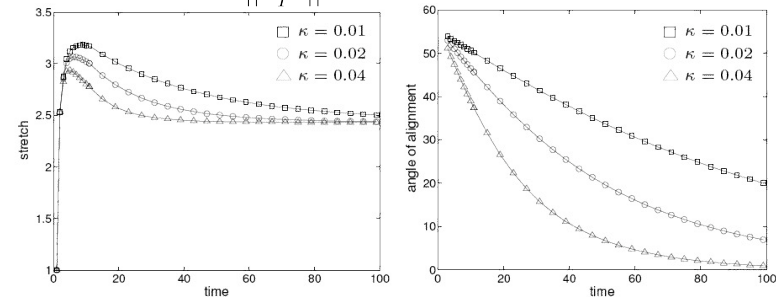 || p ||
3.5
3
2.5
2
1.5
1
0
20
40
60
80
100
stretch
time
κ = 0.01
κ = 0.02
κ = 0.04
60
50
40
30
20
10
0
0
20
40
60
80
100
angle of alignment
time
κ = 0.01
κ = 0.02
κ = 0.04